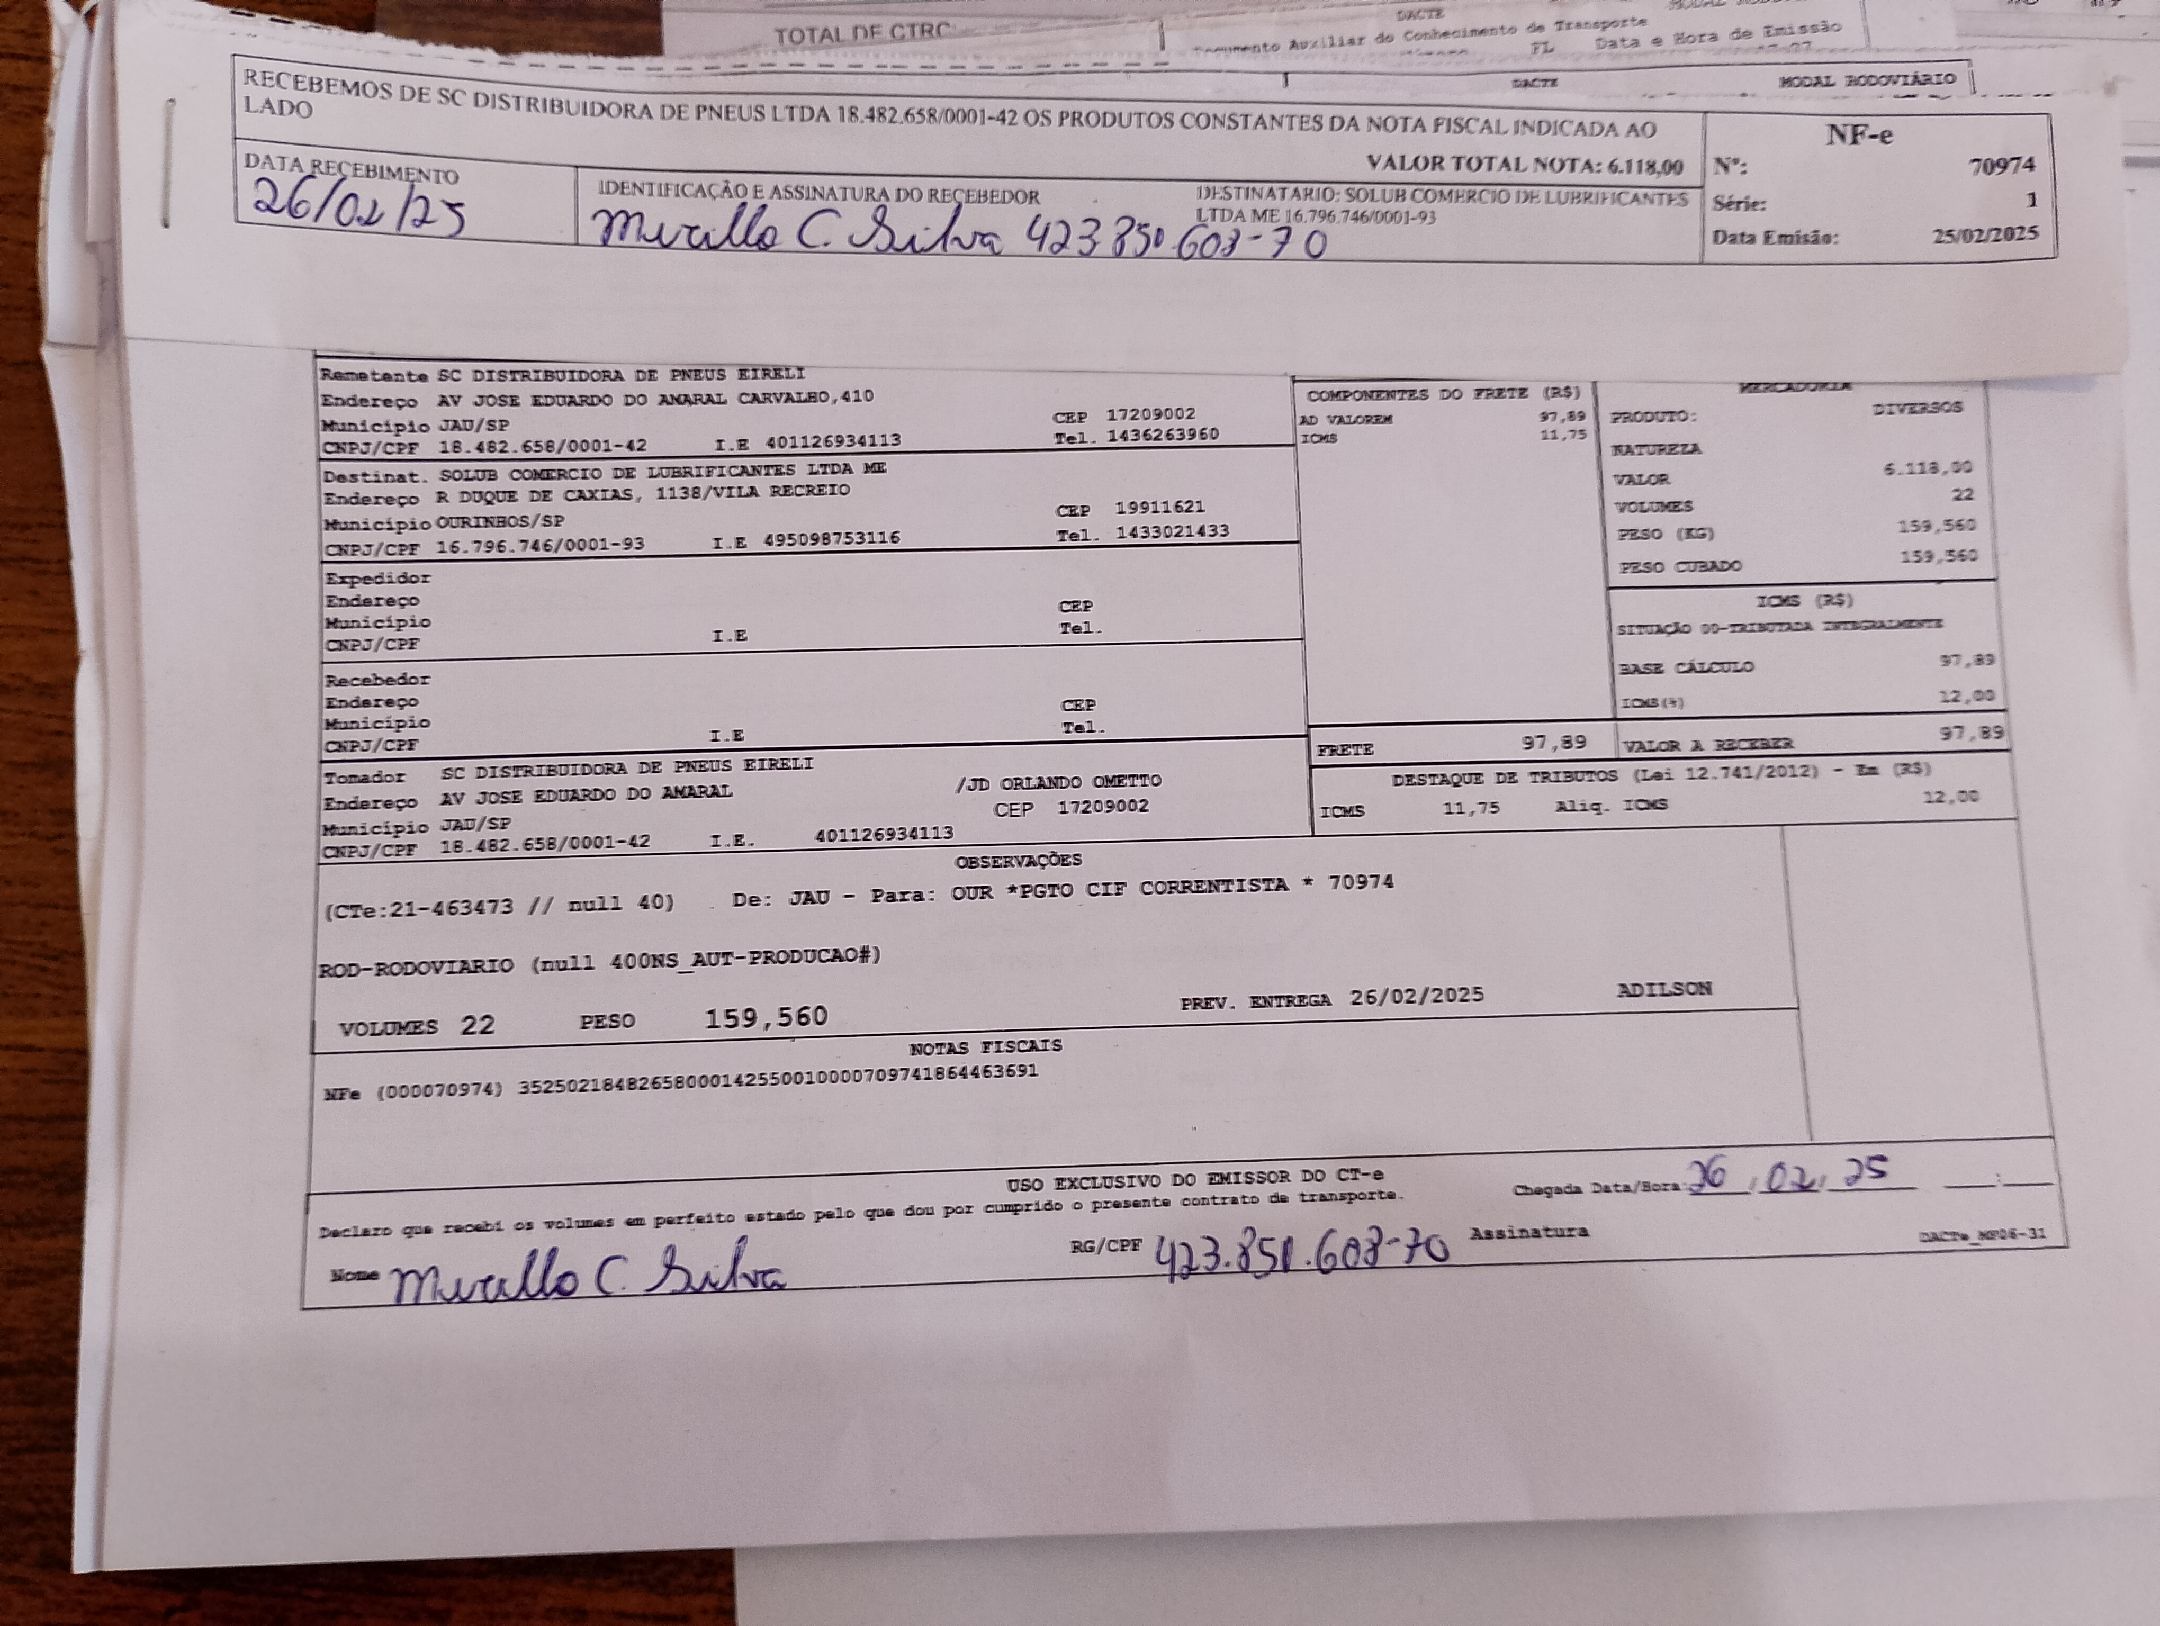 TOTAL DE CTRC
DACTE
Documento Auxiliar do Conhecimento de Transporte
FL Data e Hora de Emissão
DACTE MODAL RODOVIÁRIO
RECEBEMOS DE SC DISTRIBUIDORA DE PNEUS LTDA 18.482.658/0001-42 OS PRODUTOS CONSTANTES DA NOTA FISCAL INDICADA AO
LADO
VALOR TOTAL NOTA: 6.118,00
NF-e
Nº: 70974
Série: 1
Data Emissão: 25/02/2025
DATA RECEBIMENTO
26/02/25
IDENTIFICAÇÃO E ASSINATURA DO RECEBEDOR
Murillo C. Silva 423 850.608-70
DESTINATARIO: SOLUB COMERCIO DE LUBRIFICANTES
LTDA ME 16.796.746/0001-93
Remetente SC DISTRIBUIDORA DE PNEUS EIRELI
Endereço AV JOSE EDUARDO DO AMARAL CARVALHO,410
Município JAU/SP CEP 17209002
CNPJ/CPF 18.482.658/0001-42 I.E 401126934113 Tel. 1436263960
Destinat. SOLUB COMERCIO DE LUBRIFICANTES LTDA ME
Endereço R DUQUE DE CAXIAS, 1138/VILA RECREIO
Município OURINHOS/SP CEP 19911621
CNPJ/CPF 16.796.746/0001-93 I.E 495098753116 Tel. 1433021433
Expedidor
Endereço
Município CEP
CNPJ/CPF I.E Tel.
Recebedor
Endereço
Município CEP
CNPJ/CPF I.E Tel.
Tomador SC DISTRIBUIDORA DE PNEUS EIRELI
Endereço AV JOSE EDUARDO DO AMARAL /JD ORLANDO OMETTO
Município JAU/SP CEP 17209002
CNPJ/CPF 18.482.658/0001-42 I.E. 401126934113
COMPONENTES DO FRETE (R$)
AD VALOREM 97,89
ICMS 11,75
MERCADORIA
PRODUTO: DIVERSOS
NATUREZA
VALOR 6.118,00
VOLUMES 22
PESO (KG) 159,560
PESO CUBADO 159,560
ICMS (R$)
SITUAÇÃO 00-TRIBUTADA INTEGRALMENTE
BASE CÁLCULO 97,89
ICMS(%) 12,00
FRETE 97,89 VALOR A RECEBER 97,89
DESTAQUE DE TRIBUTOS (Lei 12.741/2012) - Em (R$)
ICMS 11,75 Aliq. ICMS 12,00
OBSERVAÇÕES
(CTe:21-463473 // null 40) De: JAU - Para: OUR *PGTO CIF CORRENTISTA * 70974
ROD-RODOVIARIO (null 400NS_AUT-PRODUCAO#)
VOLUMES 22 PESO 159,560 PREV. ENTREGA 26/02/2025 ADILSON
NOTAS FISCAIS
NFe (000070974) 35250218482658000142550010000709741864463691
USO EXCLUSIVO DO EMISSOR DO CT-e
Declaro que recebi os volumes em perfeito estado pelo que dou por cumprido o presente contrato de transporte.
Chegada Data/Hora: 26 / 02 / 25 :
Nome Murillo C. Silva RG/CPF 423.850.608-70 Assinatura
DACTe_MP06-31